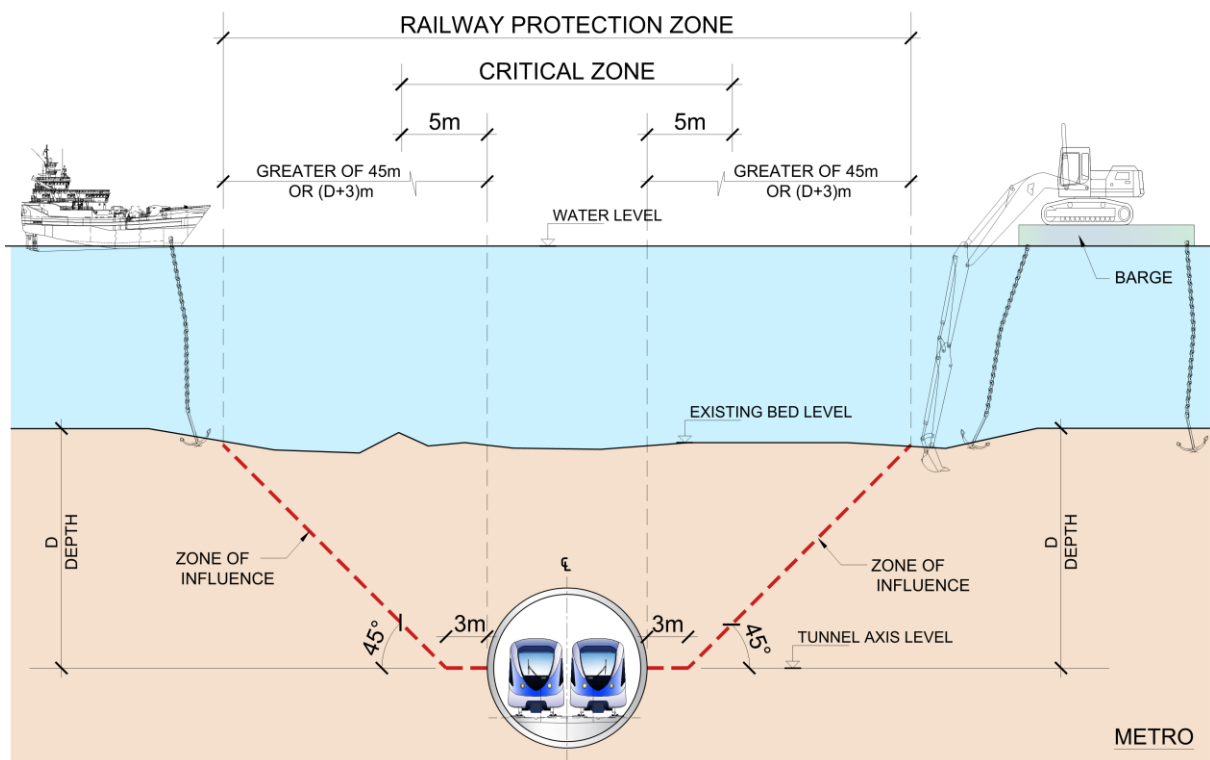 RAILWAY PROTECTION ZONE
CRITICAL ZONE
5m
5m
GREATER OF 45m
OR (D+3)m
GREATER OF 45m
OR (D+3)m
WATER LEVEL
BARGE
EXISTING BED LEVEL
D
DEPTH
D
DEPTH
ZONE OF
INFLUENCE
ZONE OF
INFLUENCE
℄
45°
3m
3m
45°
TUNNEL AXIS LEVEL
METRO